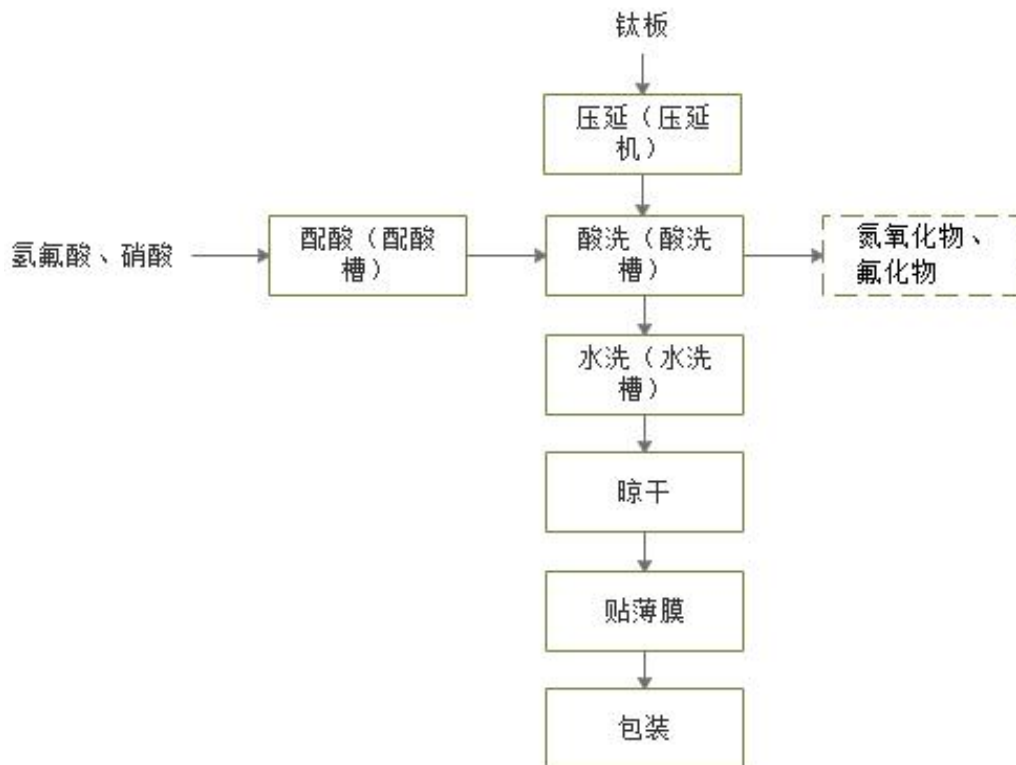 钛板
压延（压延
机）
氢氟酸、硝酸
配酸（配酸
槽）
酸洗（酸洗
槽）
氮氧化物、
氟化物
水洗（水洗
槽）
晾干
贴薄膜
包装